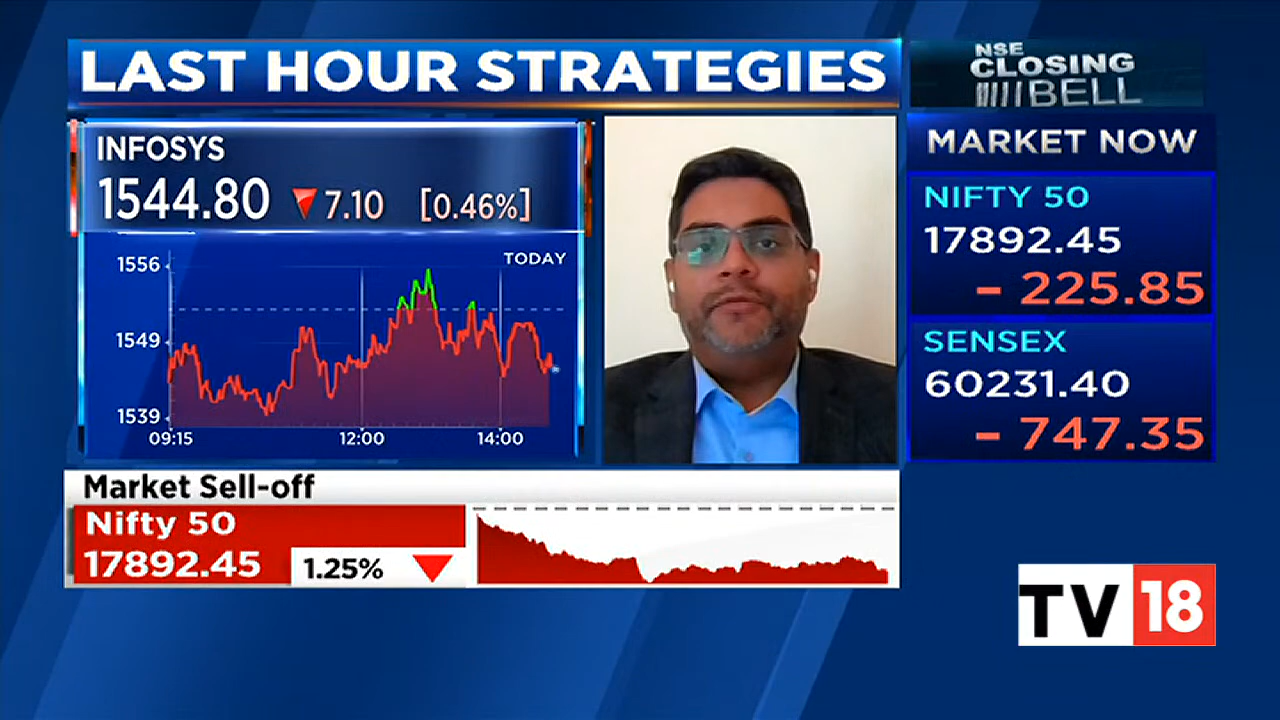 LAST HOUR STRATEGIES
NSE
CLOSING
BELL
INFOSYS
1544.80 ▼ 7.10 [0.46%]
TODAY
1556
1549
1539
09:15 12:00 14:00
MARKET NOW
NIFTY 50
17892.45
- 225.85
SENSEX
60231.40
- 747.35
Market Sell-off
Nifty 50
17892.45 1.25% ▼
TV18